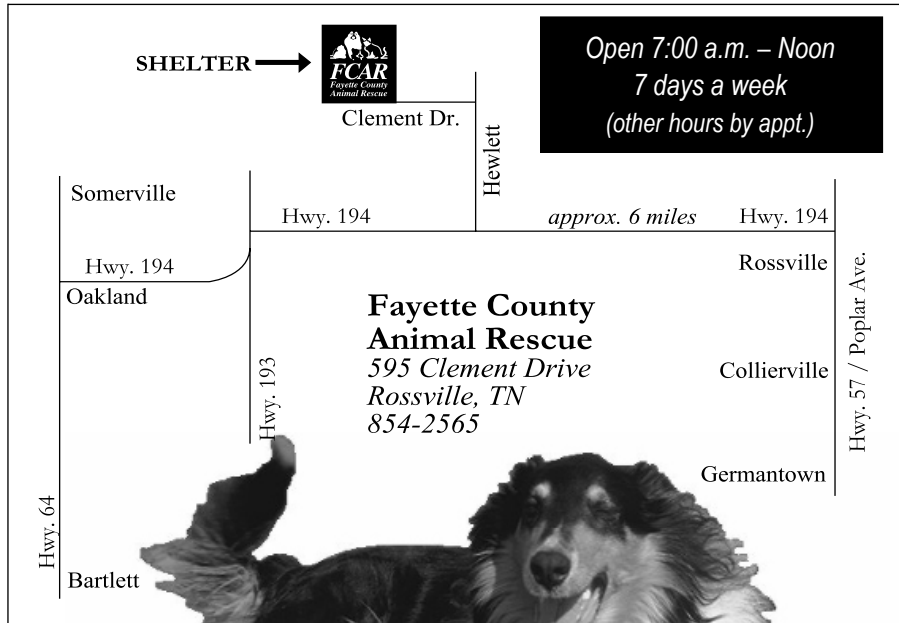 SHELTER
FCAR
Fayette County
Animal Rescue
Open 7:00 a.m. – Noon
7 days a week
(other hours by appt.)
Clement Dr.
Hewlett
Somerville
Hwy. 194
approx. 6 miles
Hwy. 194
Hwy. 194
Oakland
Rossville
Fayette County
Animal Rescue
595 Clement Drive
Rossville, TN
854-2565
Hwy. 193
Collierville
Hwy. 57 / Poplar Ave.
Germantown
Hwy. 64
Bartlett